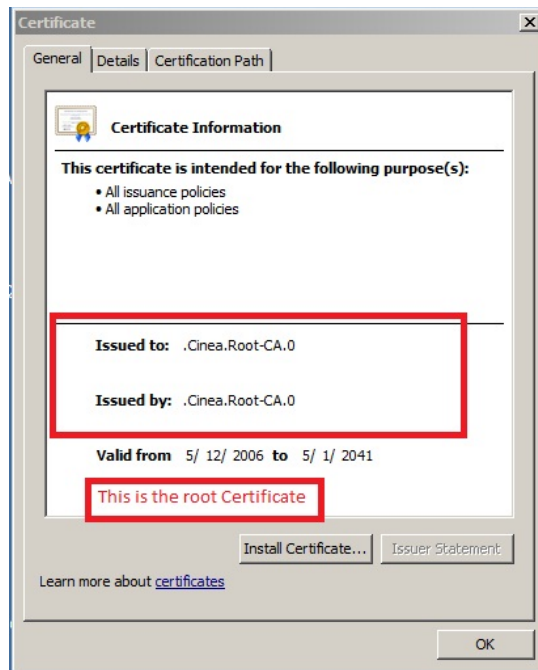 Certificate
General Details Certification Path
Certificate Information
This certificate is intended for the following purpose(s):
• All issuance policies
• All application policies
Issued to: .Cinea.Root-CA.0
Issued by: .Cinea.Root-CA.0
Valid from 5/ 12/ 2006 to 5/ 1/ 2041
This is the root Certificate
Install Certificate... Issuer Statement
Learn more about certificates
OK